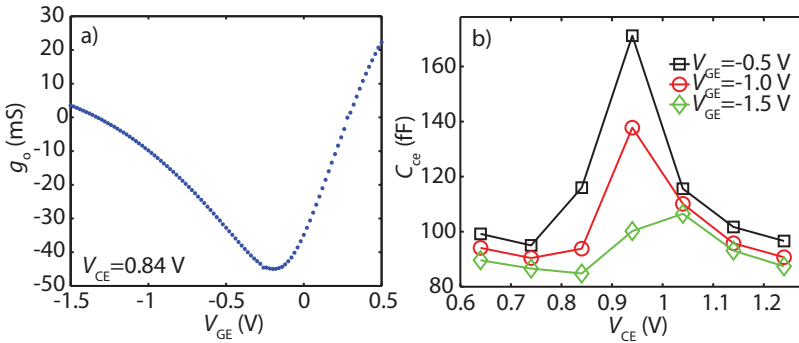 a)
30
20
10
0
-10
-20
-30
-40
-50
g_o (mS)
V_CE=0.84 V
-1.5 -1 -0.5 0 0.5
V_GE (V)
b)
160
140
120
100
80
C_ce (fF)
V_GE=-0.5 V
V_GE=-1.0 V
V_GE=-1.5 V
0.6 0.7 0.8 0.9 1 1.1 1.2
V_CE (V)